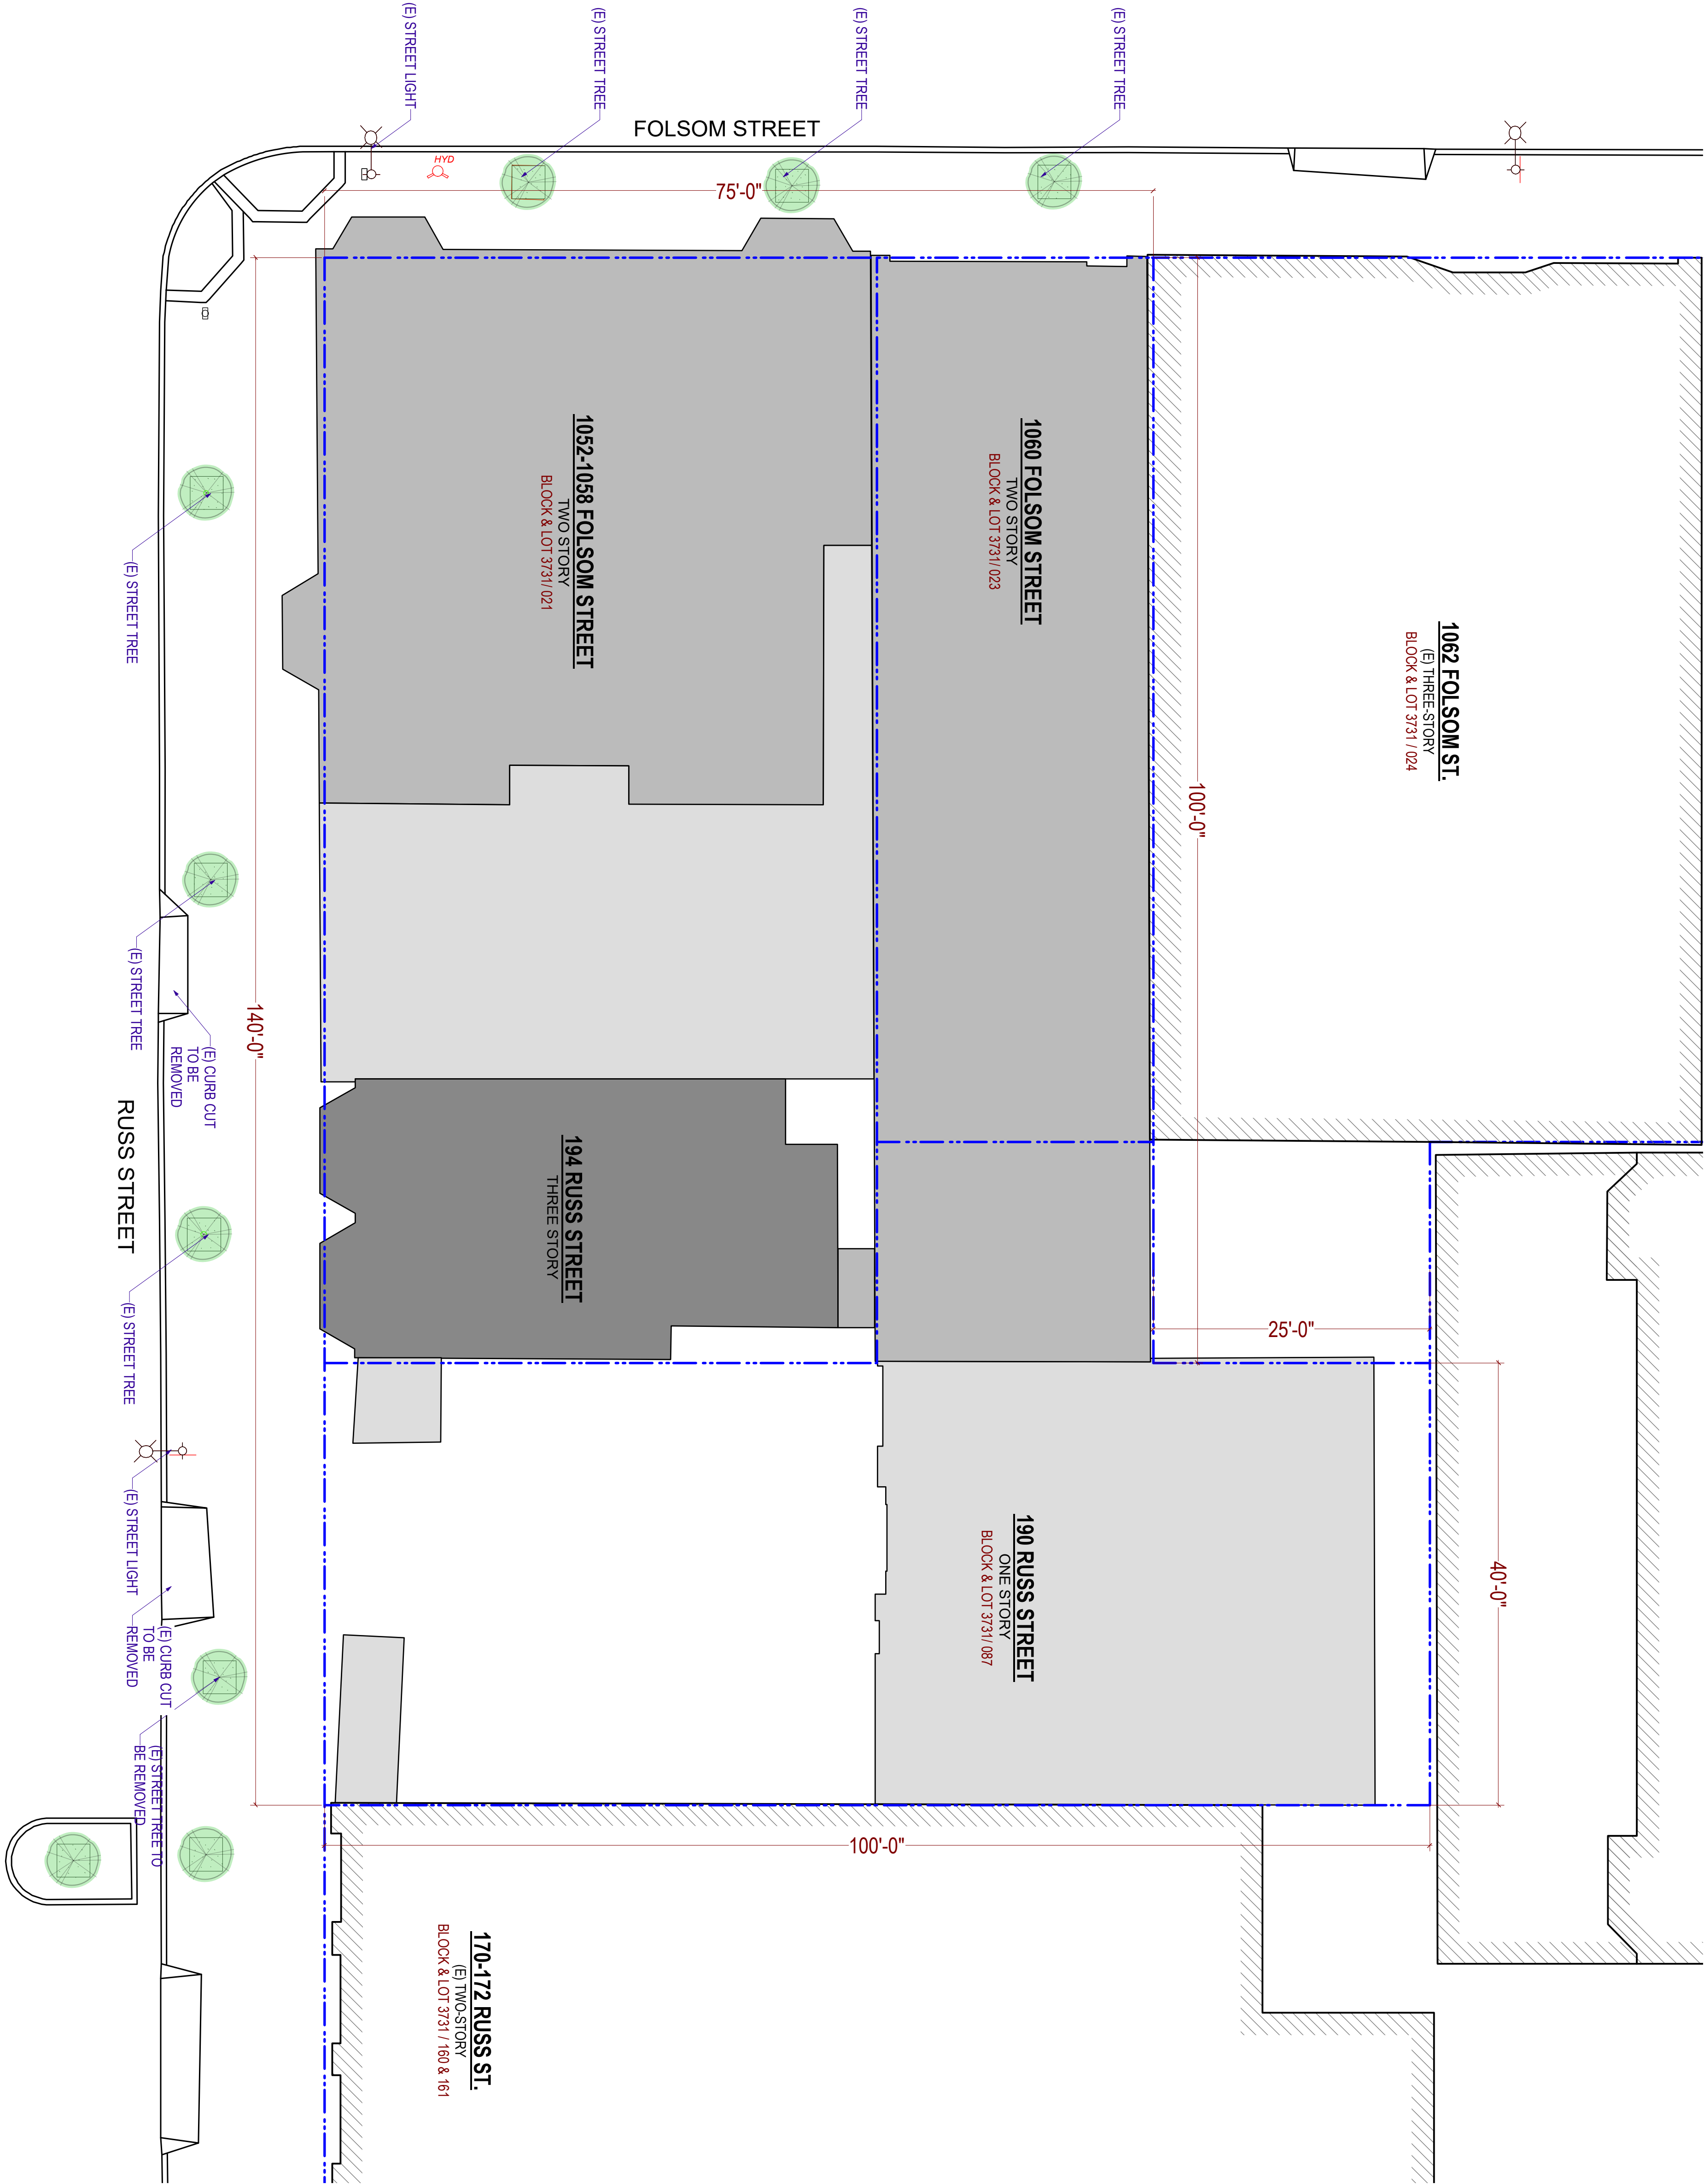 (E) STREET LIGHT
(E) STREET TREE
(E) STREET TREE
(E) STREET TREE
FOLSOM STREET
HYD
75'-0"
1052-1058 FOLSOM STREET
TWO STORY
BLOCK & LOT 3731/ 021
1060 FOLSOM STREET
TWO STORY
BLOCK & LOT 3731/ 023
1062 FOLSOM ST.
(E) THREE-STORY
BLOCK & LOT 3731 / 024
100'-0"
140'-0"
(E) STREET TREE
(E) STREET TREE
(E) CURB CUT
TO BE
REMOVED
RUSS STREET
194 RUSS STREET
THREE STORY
25'-0"
(E) STREET TREE
(E) STREET LIGHT
(E) CURB CUT
TO BE
REMOVED
190 RUSS STREET
ONE STORY
BLOCK & LOT 3731/ 087
40'-0"
(E) STREET TREE TO
BE REMOVED
100'-0"
170-172 RUSS ST.
(E) TWO-STORY
BLOCK & LOT 3731 / 160 & 161